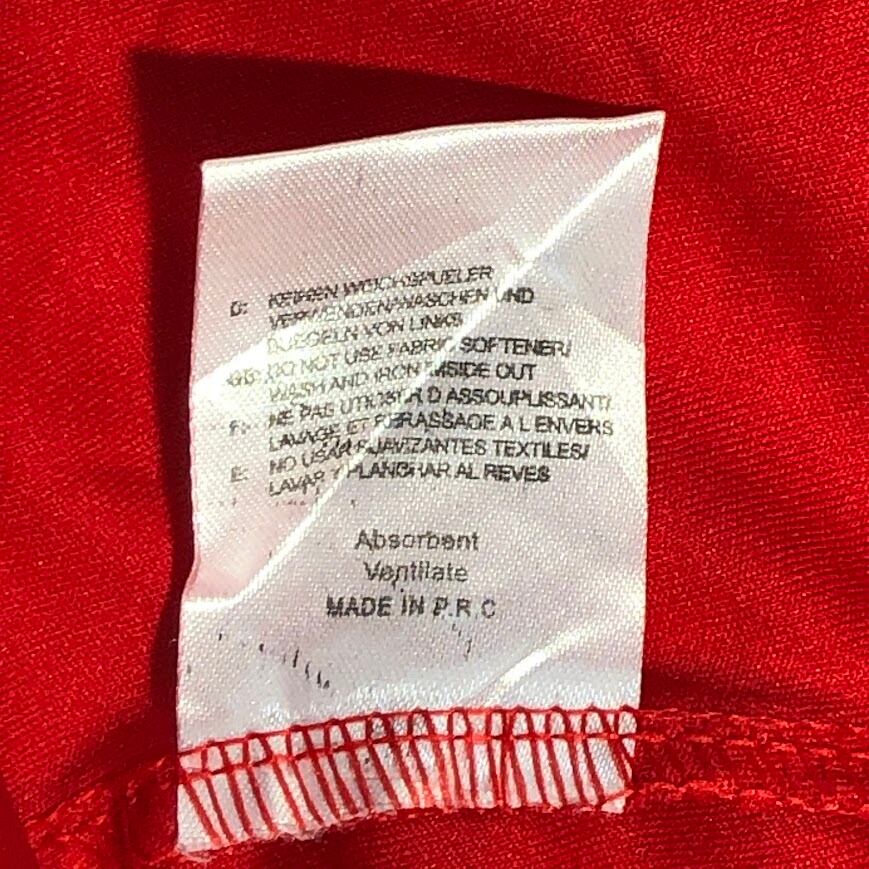 D: KEINEN WEICHSPUELER
VERWENDEN/WASCHEN UND
BUEGELN VON LINKS
GB: DO NOT USE FABRIC SOFTENER/
WASH AND IRON INSIDE OUT
F: NE PAS UTILISER D ASSOUPLISSANT/
LAVAGE ET REPASSAGE A L ENVERS
E: NO USAR SUAVIZANTES TEXTILES/
LAVAR Y PLANCHAR AL REVES
Absorbent
Ventilate
MADE IN P.R.C